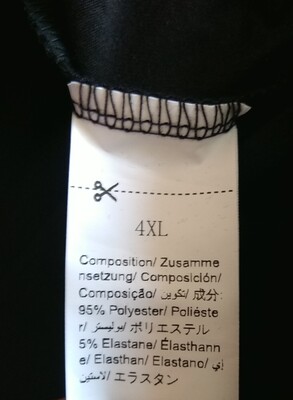 4XL
Composition/ Zusamme
nsetzung/ Composición/
Composição/ تكوين/ 成分:
95% Polyester/ Poliéste
r/ بوليستر/ ポリエステル
5% Elastane/ Élasthann
e/ Elasthan/ Elastano/ إي
لاستين/ エラスタン